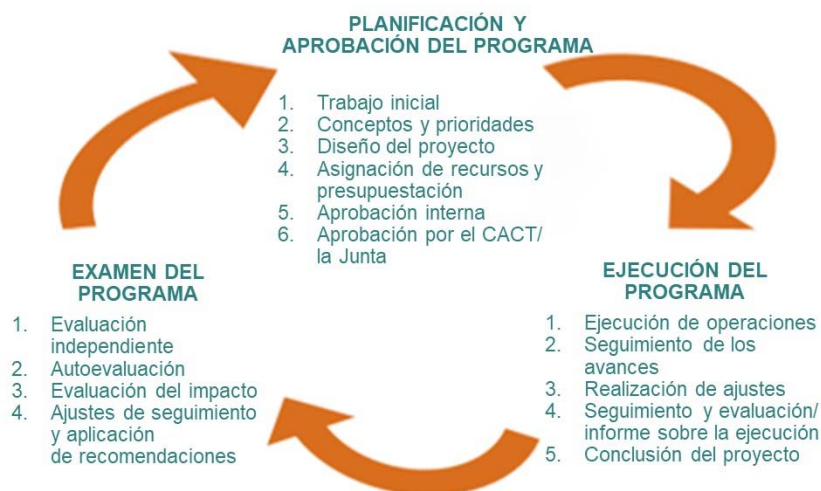 PLANIFICACIÓN Y
APROBACIÓN DEL PROGRAMA
1. Trabajo inicial
2. Conceptos y prioridades
3. Diseño del proyecto
4. Asignación de recursos y
presupuestación
5. Aprobación interna
6. Aprobación por el CACT/
la Junta
EJECUCIÓN DEL
PROGRAMA
1. Ejecución de operaciones
2. Seguimiento de los
avances
3. Realización de ajustes
4. Seguimiento y evaluación/
informe sobre la ejecución
5. Conclusión del proyecto
EXAMEN DEL
PROGRAMA
1. Evaluación
independiente
2. Autoevaluación
3. Evaluación del impacto
4. Ajustes de seguimiento
y aplicación
de recomendaciones